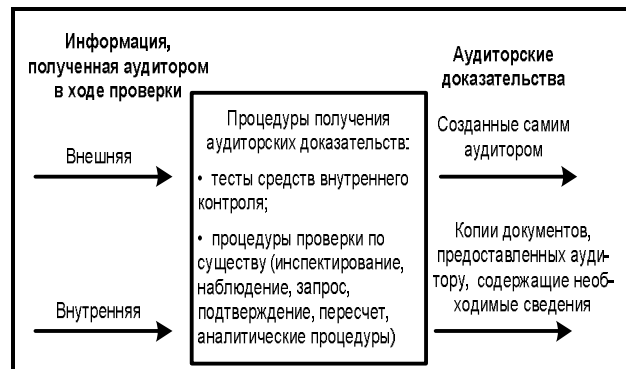 Информация,
полученная аудитором
в ходе проверки
Внешняя
Внутренняя
Процедуры получения
аудиторских доказательств:
• тесты средств внутреннего
контроля;
• процедуры проверки по
существу (инспектирование,
наблюдение, запрос,
подтверждение, пересчет,
аналитические процедуры)
Аудиторские
доказательства
Созданные самим
аудитором
Копии документов,
предоставленных ауди-
тору, содержащие необ-
ходимые сведения